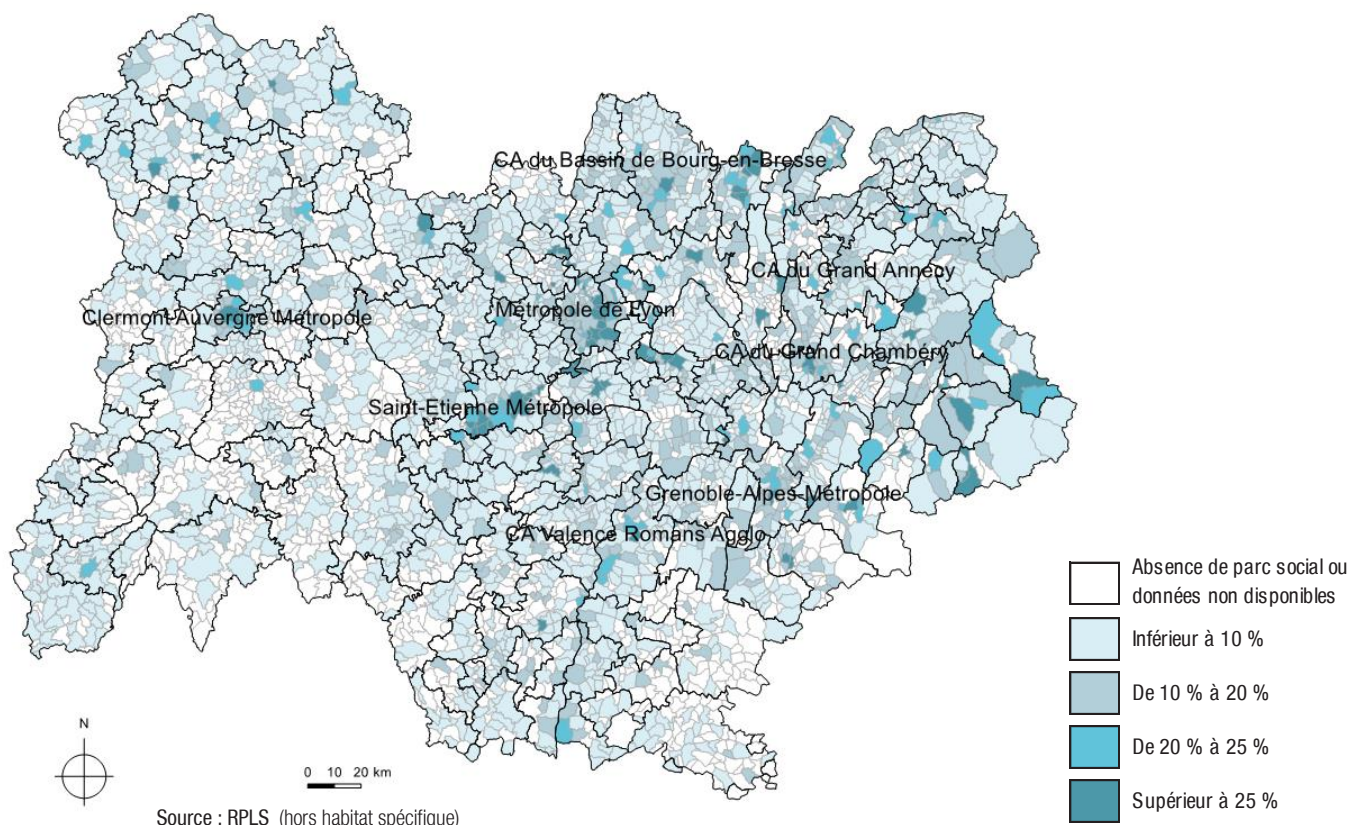 CA du Bassin de Bourg-en-Bresse
CA du Grand Annecy
Clermont-Auvergne Métropole
Métropole de Lyon
CA du Grand Chambéry
Saint-Etienne Métropole
Grenoble-Alpes-Métropole
CA Valence Romans Agglo
Absence de parc social ou
données non disponibles
Inférieur à 10 %
De 10 % à 20 %
De 20 % à 25 %
Supérieur à 25 %
N
0 10 20 km
Source : RPLS (hors habitat spécifique)